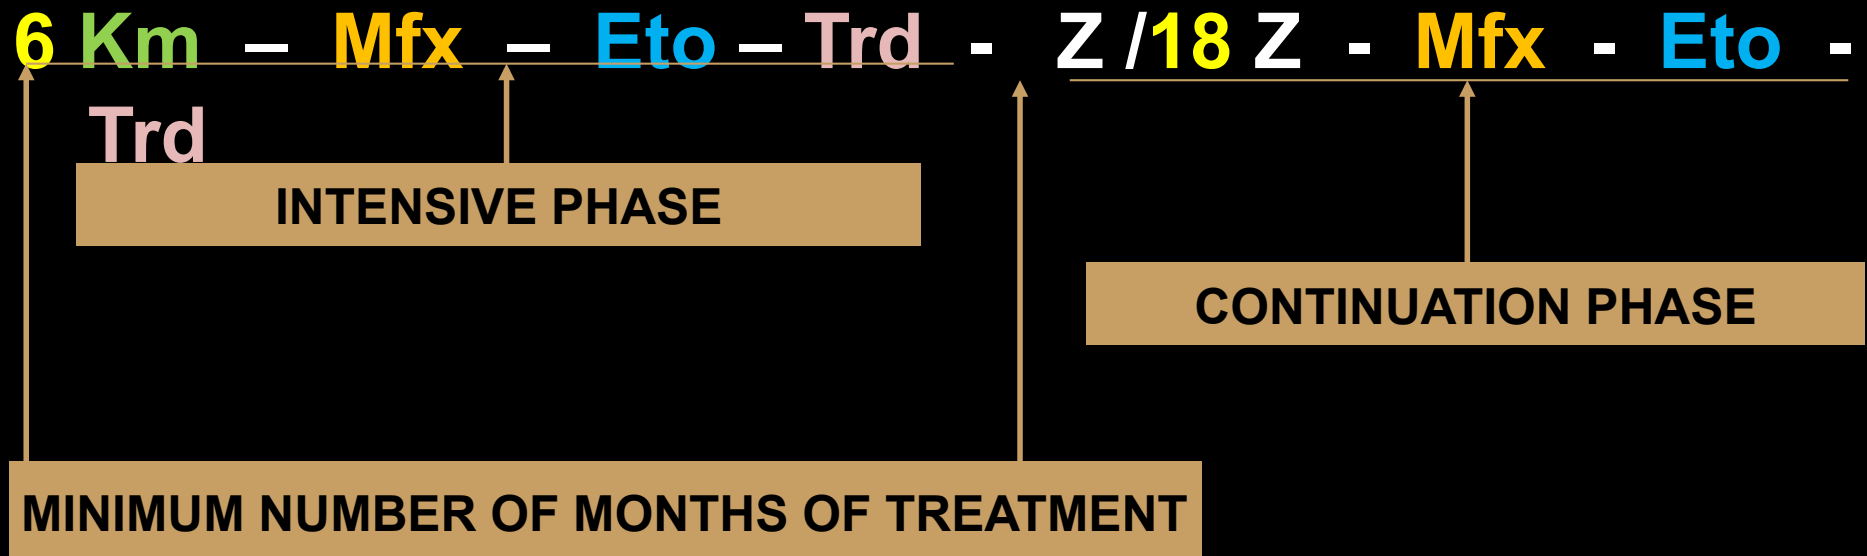 6 Km – Mfx – Eto – Trd - Z /18 Z - Mfx - Eto -
Trd
INTENSIVE PHASE
CONTINUATION PHASE
MINIMUM NUMBER OF MONTHS OF TREATMENT